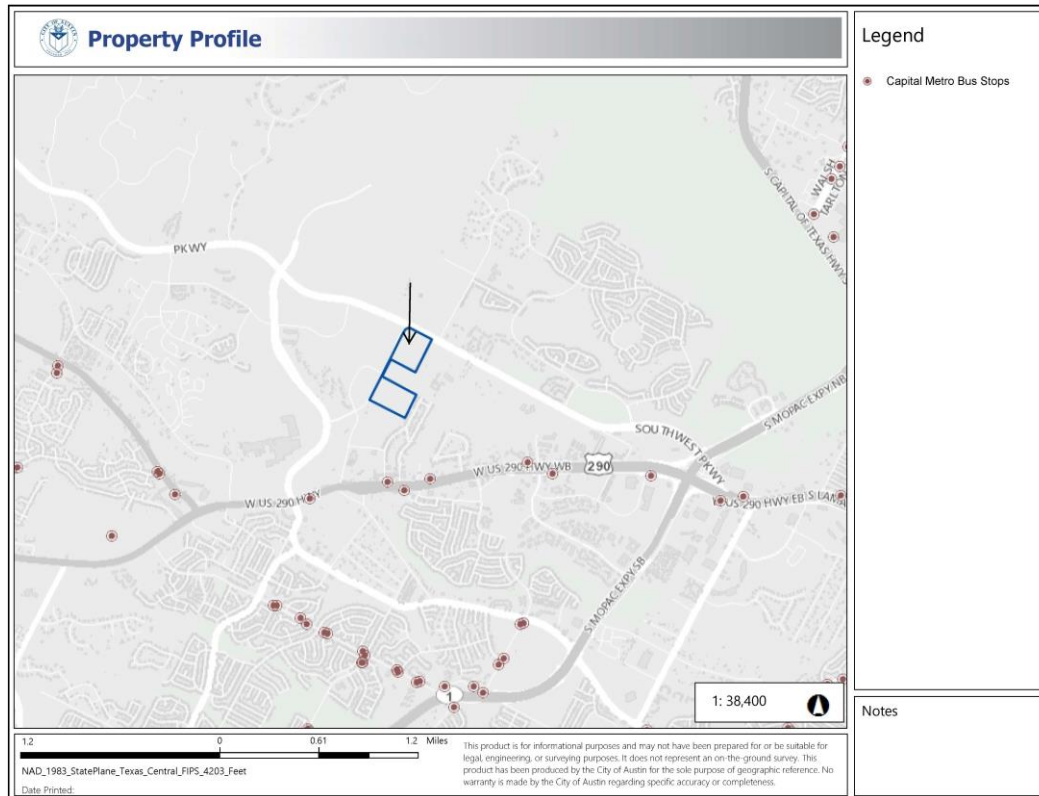 Property Profile
Legend
Capital Metro Bus Stops
WALSH
TARLTON
S CAPITAL OF TEXAS HWY
PKWY
S MOPAC EXPY NB
SOUTHWEST PKWY
W US 290 HWY WB
290
W US 290 HWY
US 290 HWY EB S LAMA
S MOPAC EXPY SB
1
1: 38,400
Notes
1.2 0 0.61 1.2 Miles
NAD_1983_StatePlane_Texas_Central_FIPS_4203_Feet
Date Printed:
This product is for informational purposes and may not have been prepared for or be suitable for
legal, engineering, or surveying purposes. It does not represent an on-the-ground survey. This
product has been produced by the City of Austin for the sole purpose of geographic reference. No
warranty is made by the City of Austin regarding specific accuracy or completeness.